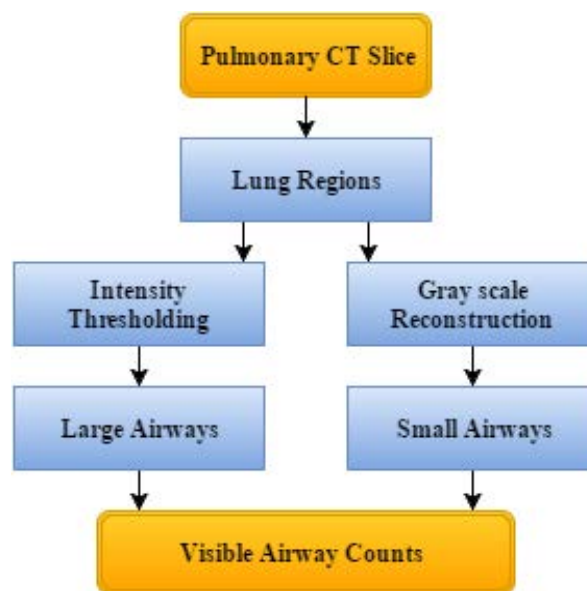 Pulmonary CT Slice
Lung Regions
Intensity
Thresholding
Gray scale
Reconstruction
Large Airways
Small Airways
Visible Airway Counts